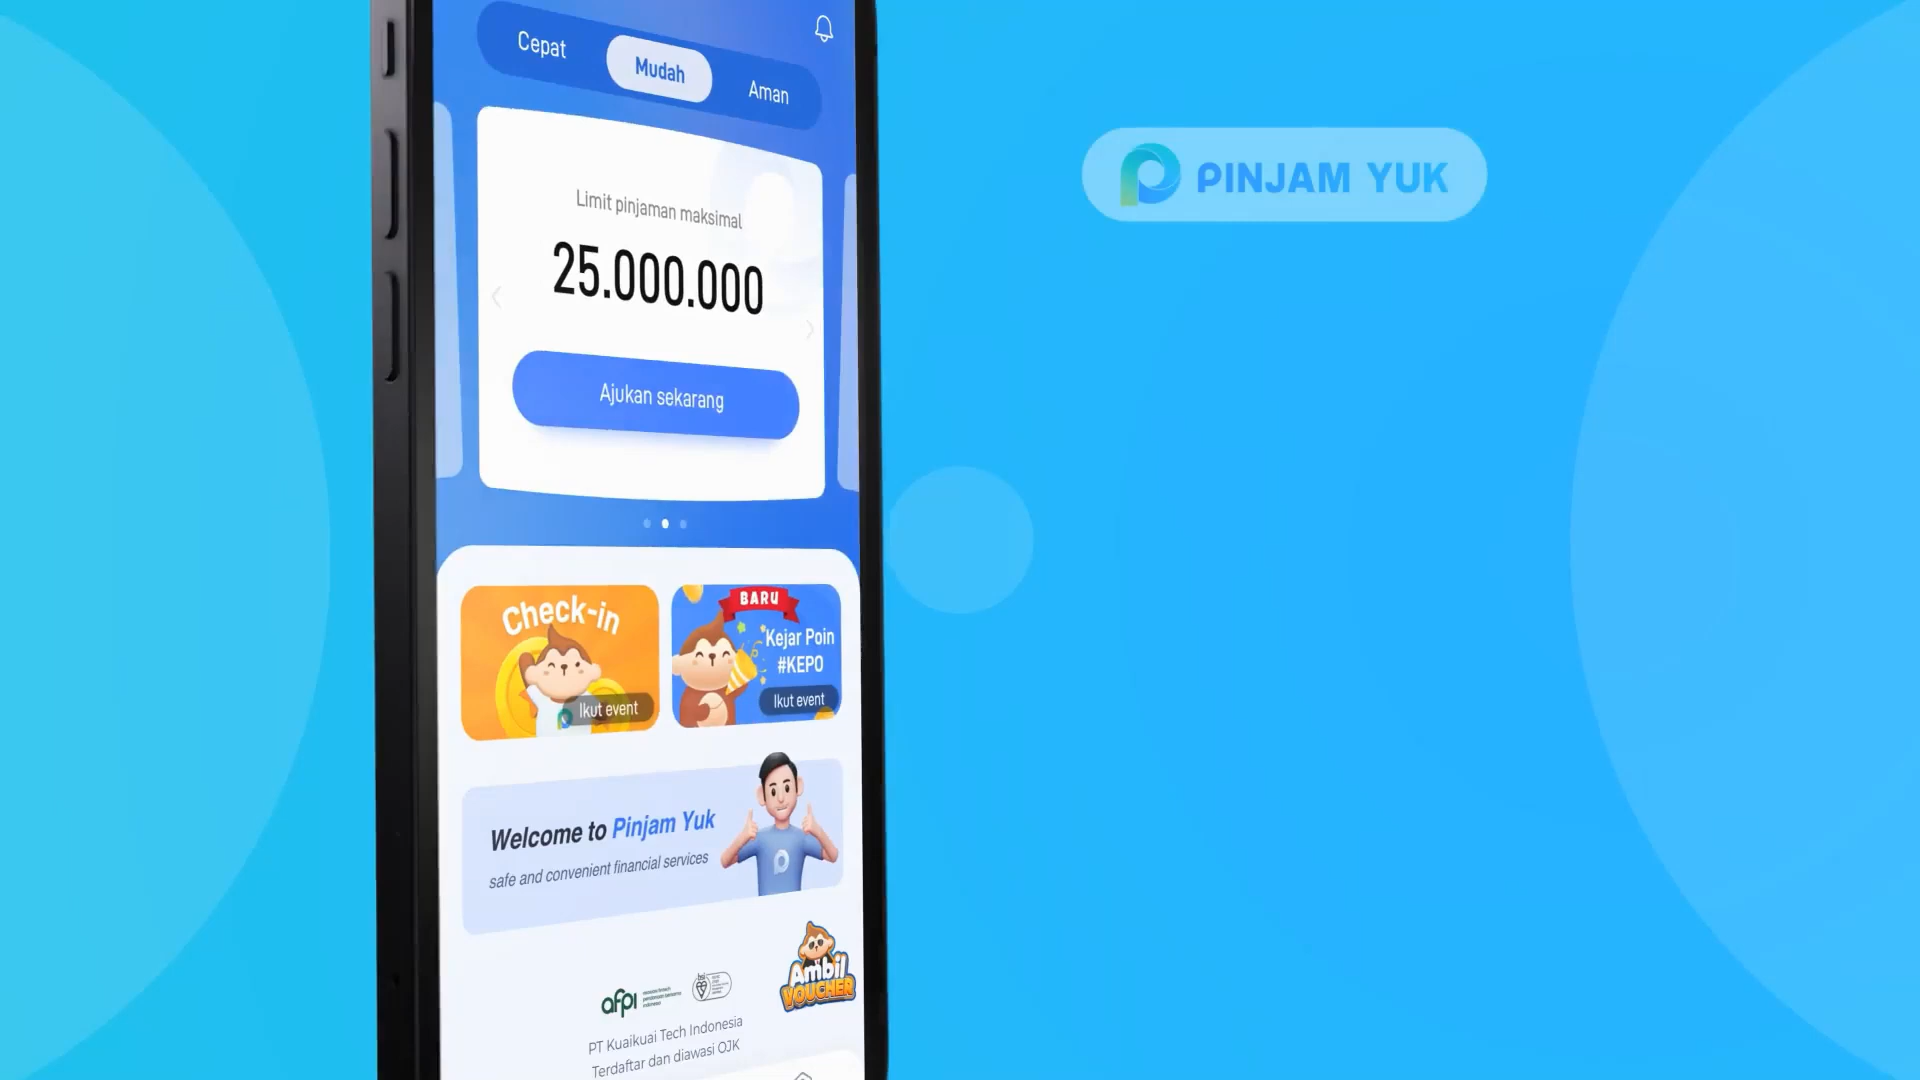 Cepat
Mudah
Aman
PINJAM YUK
Limit pinjaman maksimal
25.000.000
Ajukan sekarang
Check-in
Ikut event
BARU
Kejar Poin
#KEPO
Ikut event
Welcome to Pinjam Yuk
safe and convenient financial services
Ambil
VOUCHER
afpi
bsi
PT Kuaikuai Tech Indonesia
Terdaftar dan diawasi OJK